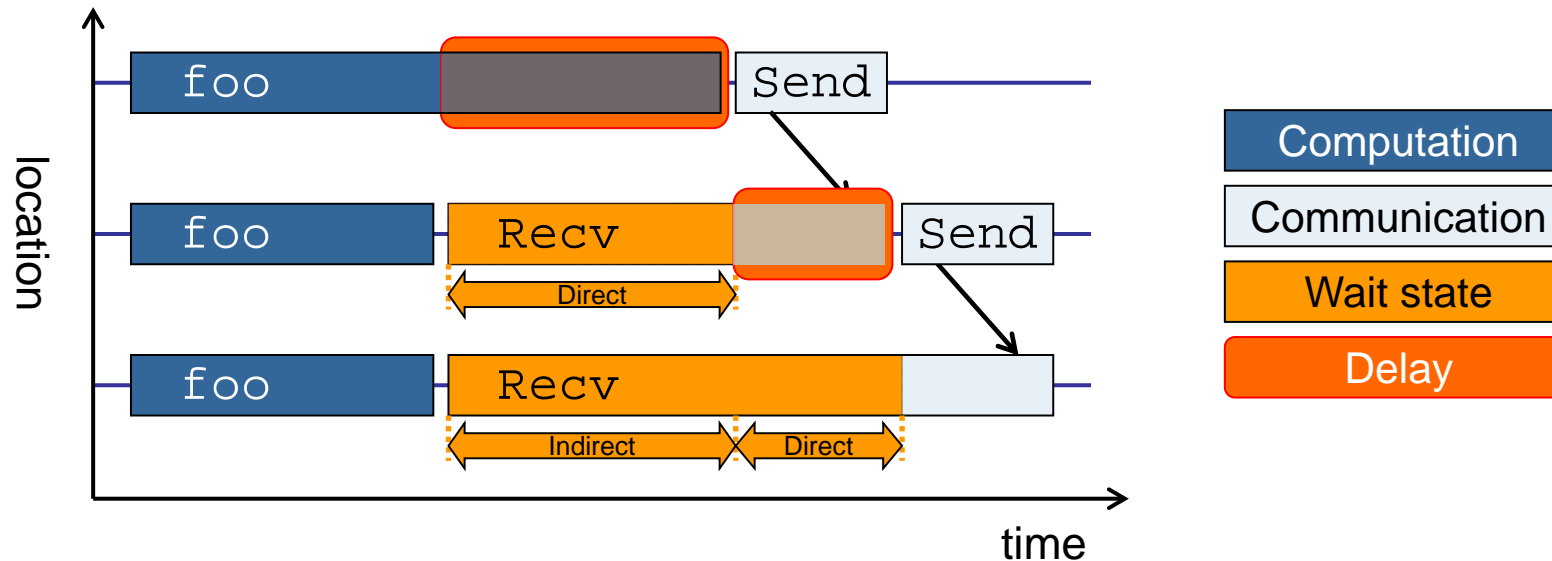 foo
Send
foo
Recv
Send
Direct
foo
Recv
Indirect
Direct
location
time
Computation
Communication
Wait state
Delay